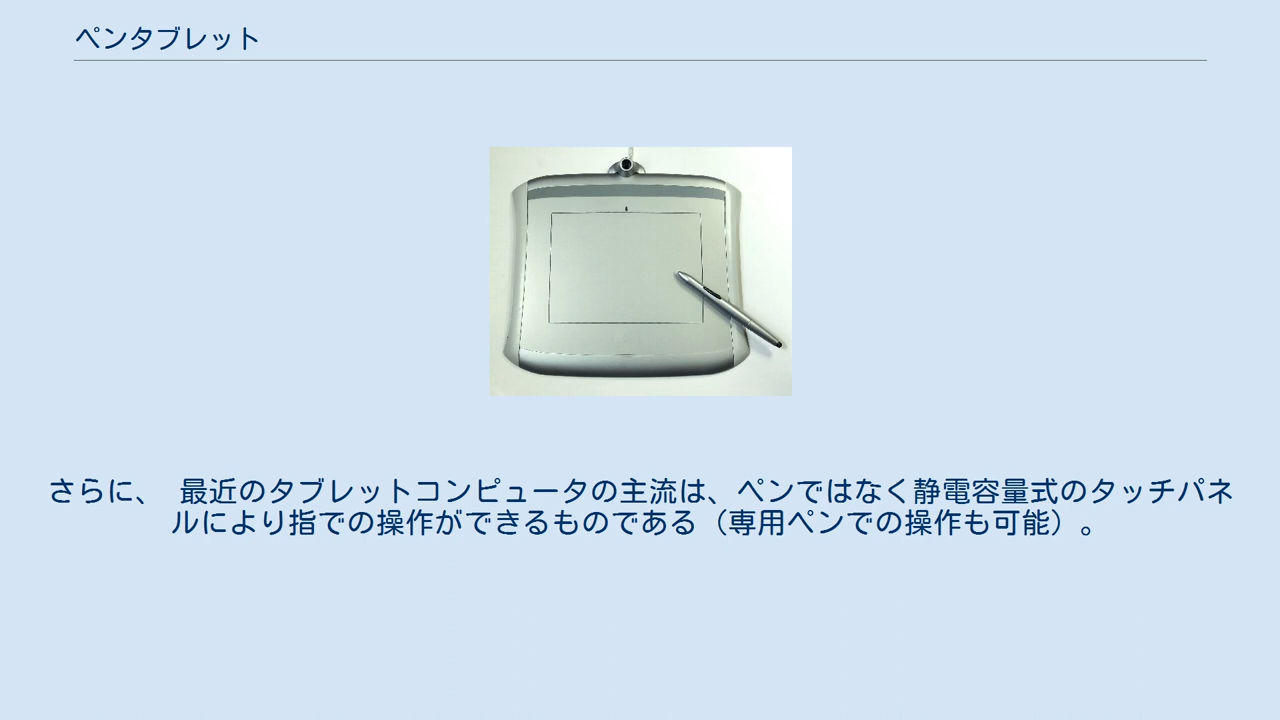 ペンタブレット
さらに、 最近のタブレットコンピュータの主流は、ペンではなく静電容量式のタッチパネ
ルにより指での操作ができるものである（専用ペンでの操作も可能）。